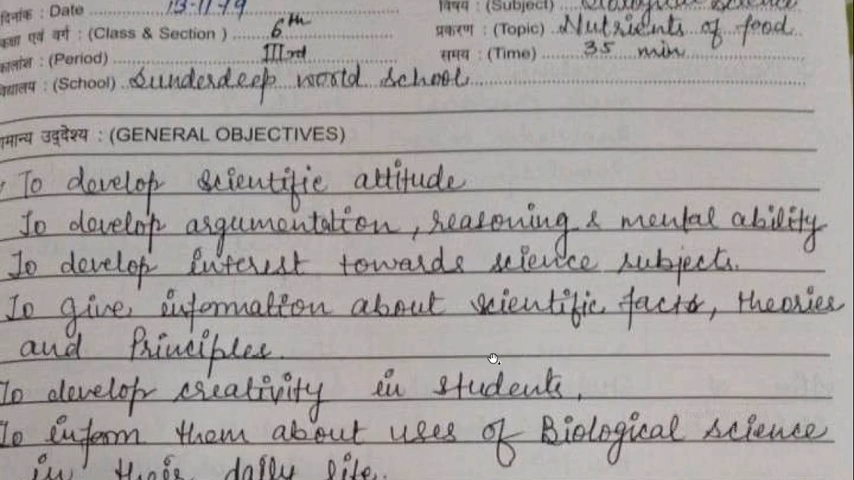 दिनांक : Date ........ 13-11-19 विषय : (Subject) Biological Science
कक्षा एवं वर्ग : (Class & Section ) 6th प्रकरण : (Topic) Nutrients of food
कालांश : (Period) IIIrd समय : (Time) 35 min
विद्यालय : (School) Sunderdeep world school
सामान्य उद्देश्य : (GENERAL OBJECTIVES)
To develop scientific attitude
To develop argumentation, reasoning & mental ability
To develop interest towards science subjects.
To give information about scientific facts, theories
and Principles.
To develop creativity in students.
To inform them about uses of Biological science
in their daily life.